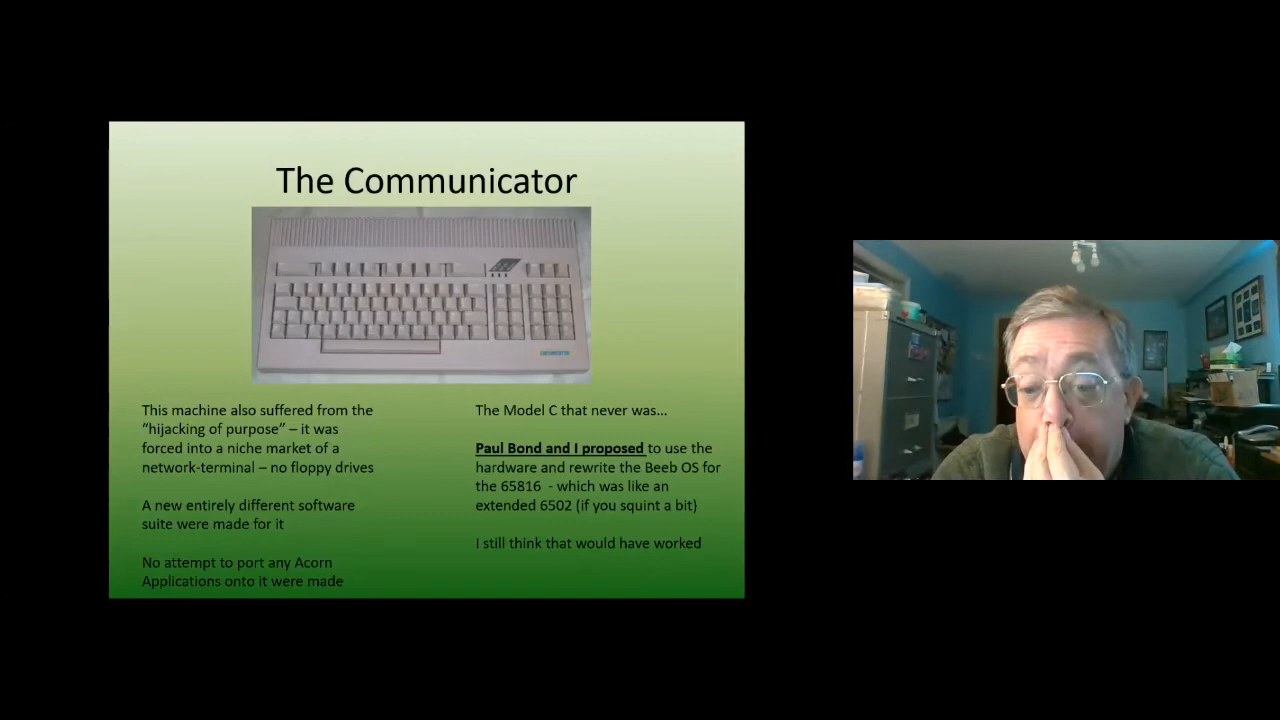 The Communicator
This machine also suffered from the
“hijacking of purpose” – it was
forced into a niche market of a
network-terminal – no floppy drives
A new entirely different software
suite were made for it
No attempt to port any Acorn
Applications onto it were made
The Model C that never was...
Paul Bond and I proposed to use the
hardware and rewrite the Beeb OS for
the 65816 - which was like an
extended 6502 (if you squint a bit)
I still think that would have worked